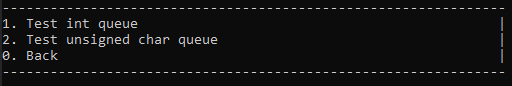 ---------------------------------------------------------------
1. Test int queue                                             |
2. Test unsigned char queue                                   |
0. Back                                                       |
---------------------------------------------------------------